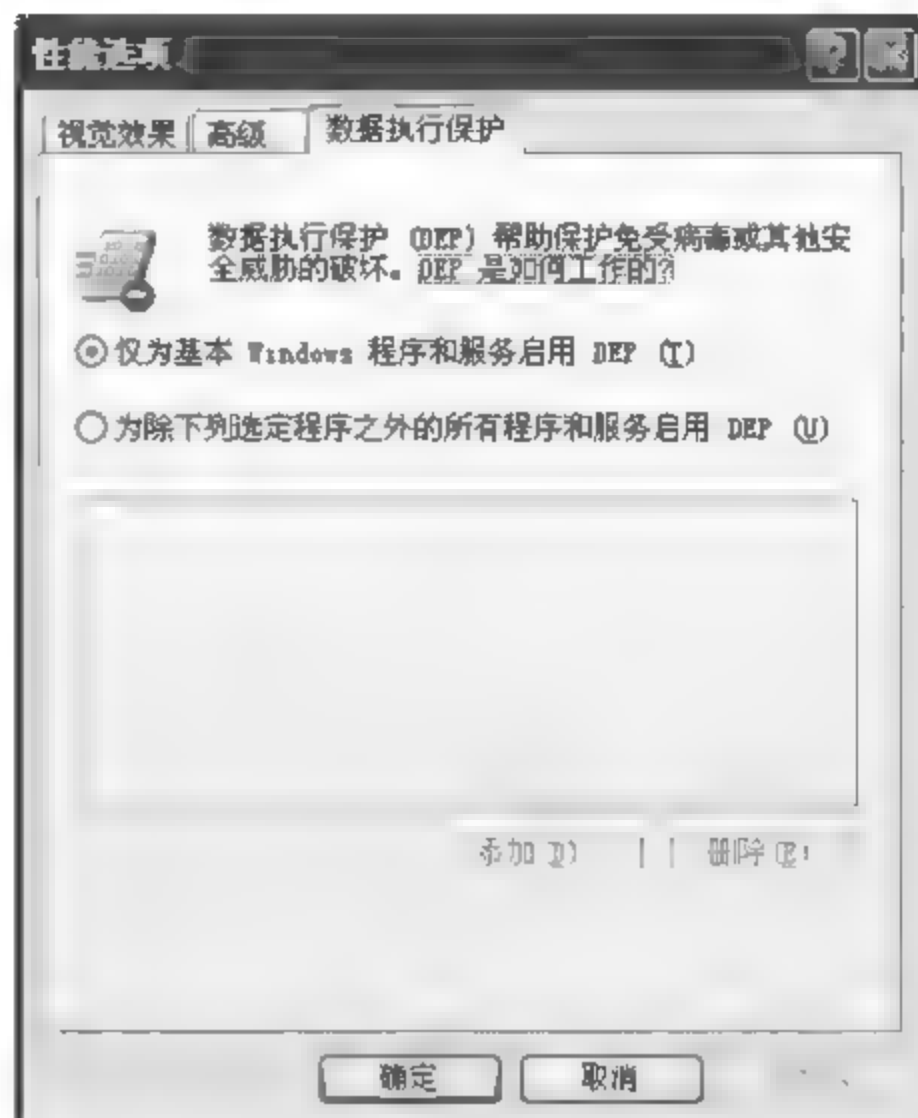 性能选项
视觉效果 高级 数据执行保护
数据执行保护 (DEP) 帮助保护免受病毒或其他安
全威胁的破坏。DEP 是如何工作的?
仅为基本 Windows 程序和服务启用 DEP (T)
为除下列选定程序之外的所有程序和服务启用 DEP (U)
添加(D) 删除(E)
确定 取消